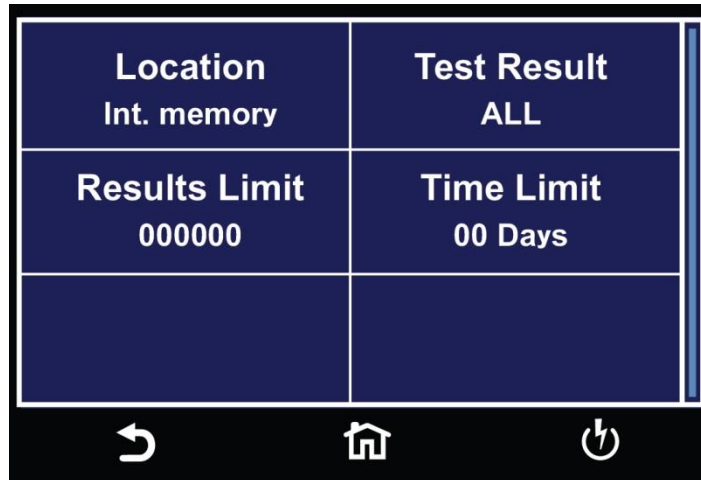 Location
Int. memory
Test Result
ALL
Results Limit
000000
Time Limit
00 Days